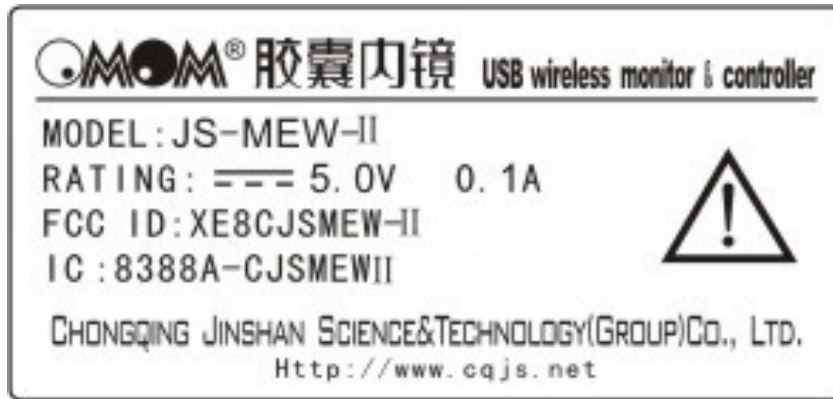 OMOM® 胶囊内镜 USB wireless monitor & controller
MODEL:JS-MEW-II
RATING: 5.0V 0.1A
FCC ID:XE8CJSMEW-II
IC:8388A-CJSMEWII
CHONGQING JINSHAN SCIENCE&TECHNOLOGY(GROUP)CO., LTD.
Http://www.cqjs.net